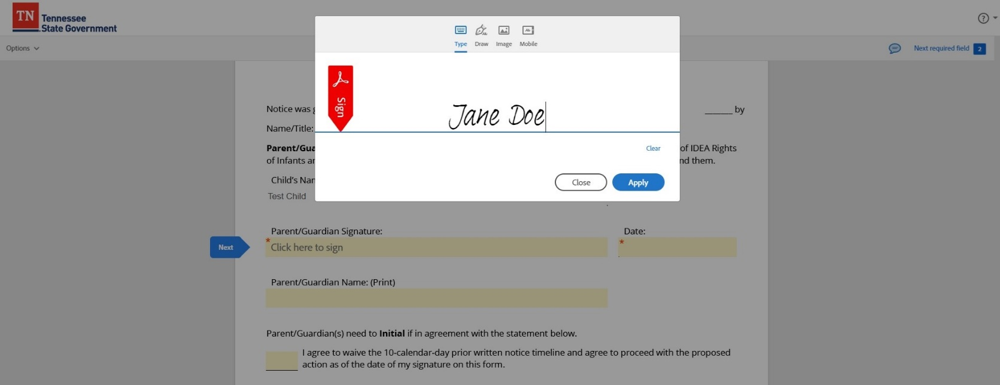 TN Tennessee
State Government
Options
Next required field 2
Type Draw Image Mobile
Sign
Jane Doe
Clear
Close Apply
Notice was
_____ by
Name/Title:
Parent/Gua of IDEA Rights
of Infants them.
Child's Nam
Test Child
Parent/Guardian Signature: Date:
Next
* Click here to sign *
Parent/Guardian Name: (Print)
Parent/Guardian(s) need to Initial if in agreement with the statement below.
I agree to waive the 10-calendar-day prior written notice timeline and agree to proceed with the proposed
action as of the date of my signature on this form.